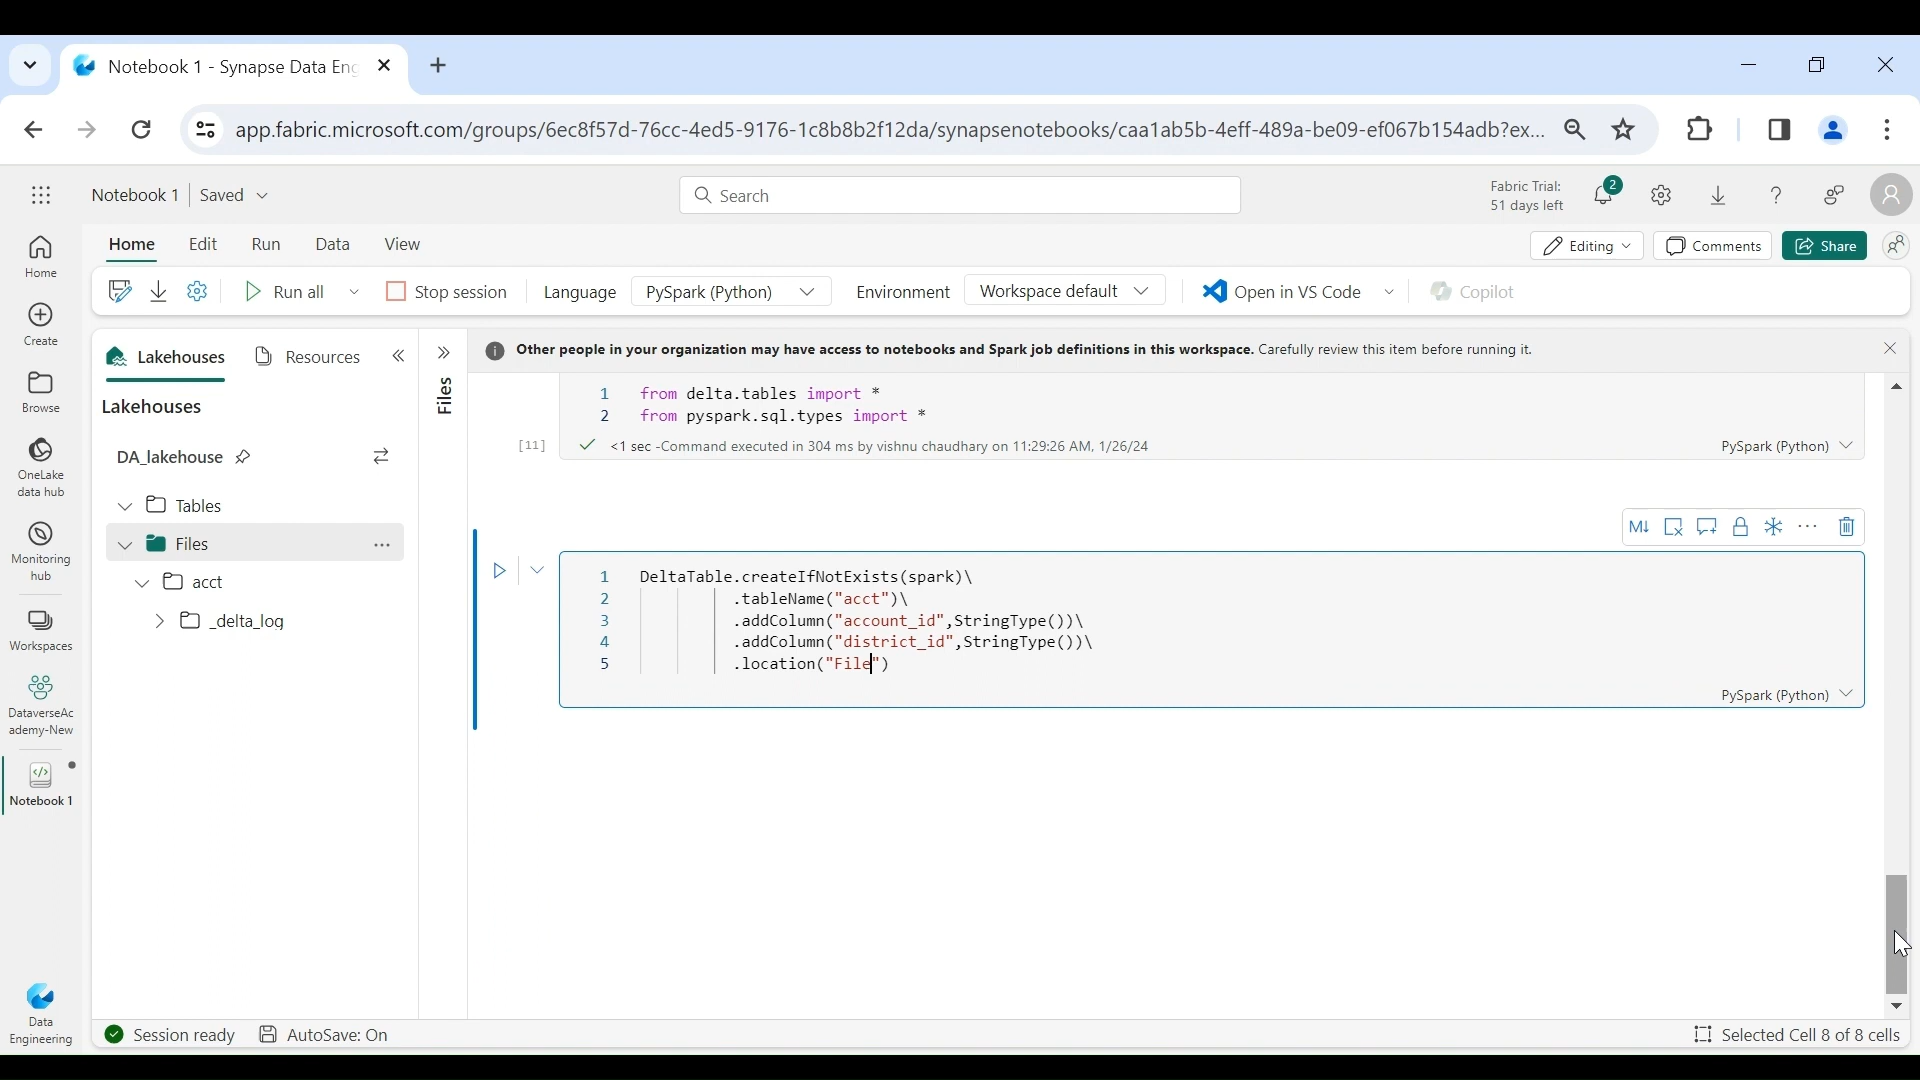 Notebook 1 - Synapse Data Eng
app.fabric.microsoft.com/groups/6ec8f57d-76cc-4ed5-9176-1c8b8b2f12da/synapsenotebooks/caa1ab5b-4eff-489a-be09-ef067b154adb?ex...
Notebook 1 | Saved
Search
Fabric Trial:
51 days left
2
Home Edit Run Data View
Editing
Comments
Share
Run all
Stop session
Language
PySpark (Python)
Environment
Workspace default
Open in VS Code
Copilot
Home
Create
Browse
OneLake
data hub
Monitoring
hub
Workspaces
DataverseAc
ademy-New
Notebook 1
Data
Engineering
Lakehouses
Resources
Lakehouses
DA_lakehouse
Tables
Files
acct
_delta_log
Files
Other people in your organization may have access to notebooks and Spark job definitions in this workspace. Carefully review this item before running it.
1 from delta.tables import *
2 from pyspark.sql.types import *
[11] <1 sec -Command executed in 304 ms by vishnu chaudhary on 11:29:26 AM, 1/26/24
PySpark (Python)
M↓
1 DeltaTable.createIfNotExists(spark)\
2 .tableName("acct")\
3 .addColumn("account_id",StringType())\
4 .addColumn("district_id",StringType())\
5 .location("File")
PySpark (Python)
Session ready
AutoSave: On
Selected Cell 8 of 8 cells